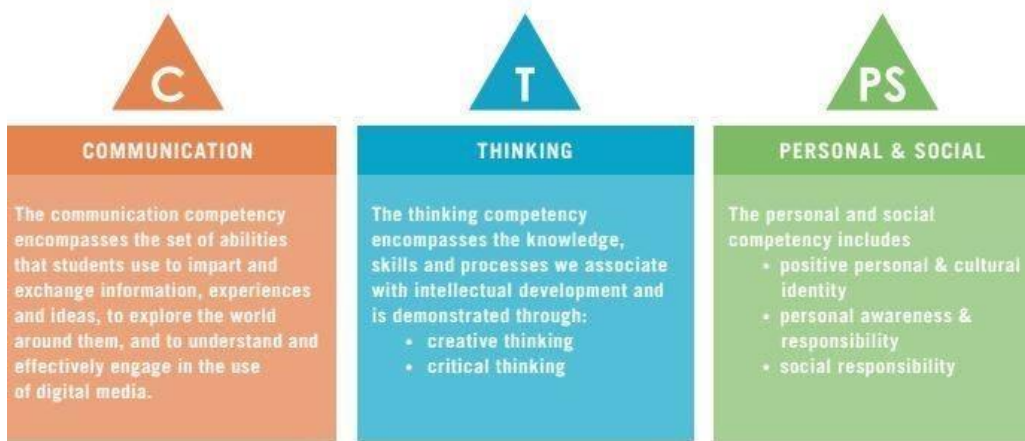 C
COMMUNICATION
The communication competency
encompasses the set of abilities
that students use to impart and
exchange information, experiences
and ideas, to explore the world
around them, and to understand and
effectively engage in the use
of digital media.
T
THINKING
The thinking competency
encompasses the knowledge,
skills and processes we associate
with intellectual development and
is demonstrated through:
• creative thinking
• critical thinking
PS
PERSONAL & SOCIAL
The personal and social
competency includes
• positive personal & cultural
identity
• personal awareness &
responsibility
• social responsibility